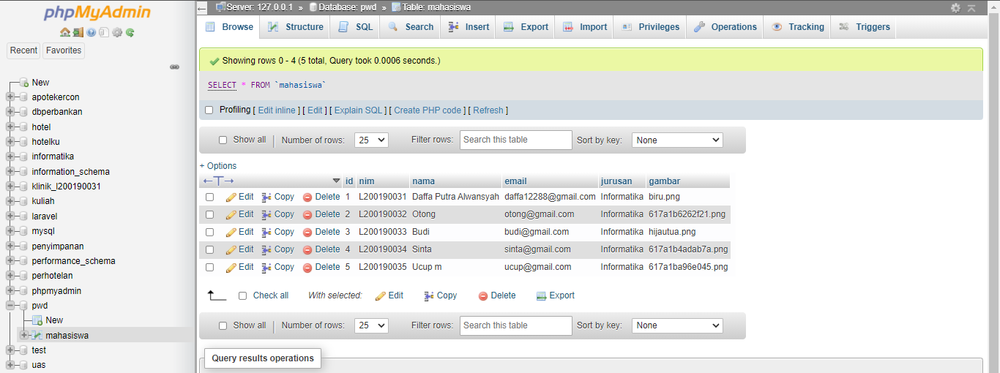 phpMyAdmin
Recent Favorites
New
apotekercon
dbperbankan
hotel
hotelku
informatika
information_schema
klinik_l200190031
kuliah
laravel
mysql
penyimpanan
performance_schema
perhotelan
phpmyadmin
pwd
New
mahasiswa
test
uas
Server: 127.0.0.1 » Database: pwd » Table: mahasiswa
Browse Structure SQL Search Insert Export Import Privileges Operations Tracking Triggers
Showing rows 0 - 4 (5 total, Query took 0.0006 seconds.)
SELECT * FROM `mahasiswa`
Profiling [ Edit inline ] [ Edit ] [ Explain SQL ] [ Create PHP code ] [ Refresh ]
Show all | Number of rows: 25 Filter rows: Search this table Sort by key: None
+ Options
←T→ id nim nama email jurusan gambar
Edit Copy Delete 1 L200190031 Daffa Putra Alwansyah daffa12288@gmail.com Informatika biru.png
Edit Copy Delete 2 L200190032 Otong otong@gmail.com Informatika 617a1b6262f21.png
Edit Copy Delete 3 L200190033 Budi budi@gmail.com Informatika hijautua.png
Edit Copy Delete 4 L200190034 Sinta sinta@gmail.com Informatika 617a1b4adab7a.png
Edit Copy Delete 5 L200190035 Ucup m ucup@gmail.com Informatika 617a1ba96e045.png
Check all With selected: Edit Copy Delete Export
Show all | Number of rows: 25 Filter rows: Search this table Sort by key: None
Query results operations